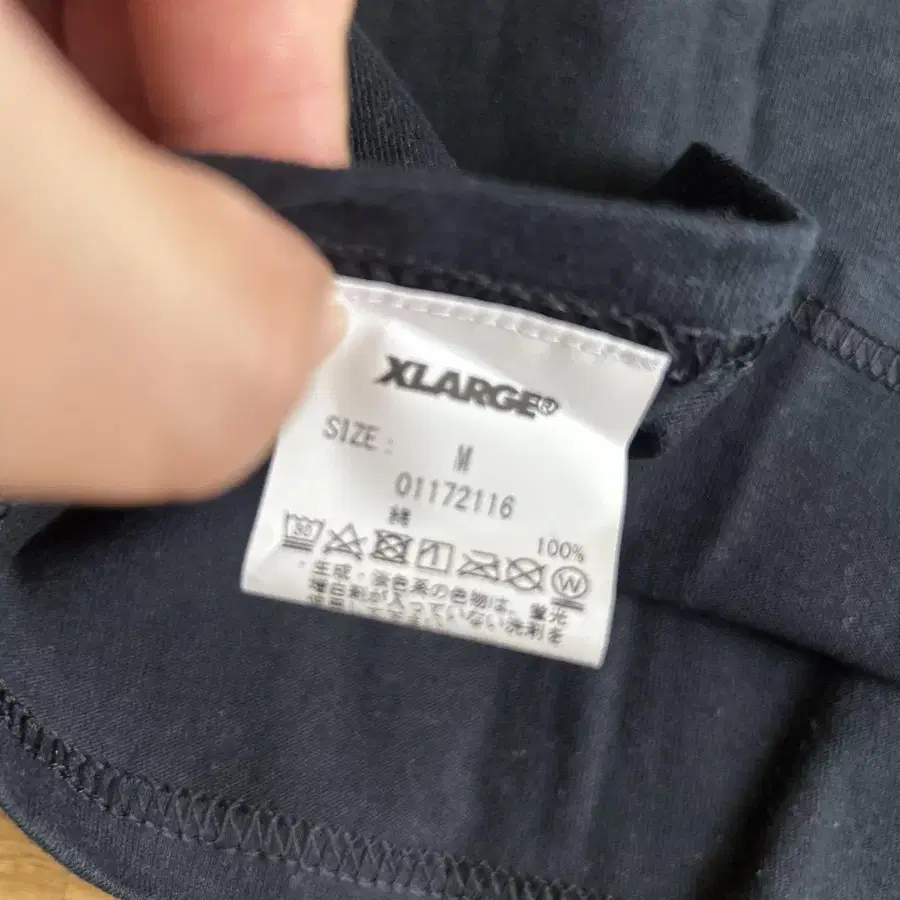 XLARGE®
SIZE: M
01172116
綿 100%
30 W
・生成・淡色系の色物は、蛍光
増白剤が入っていない洗剤を